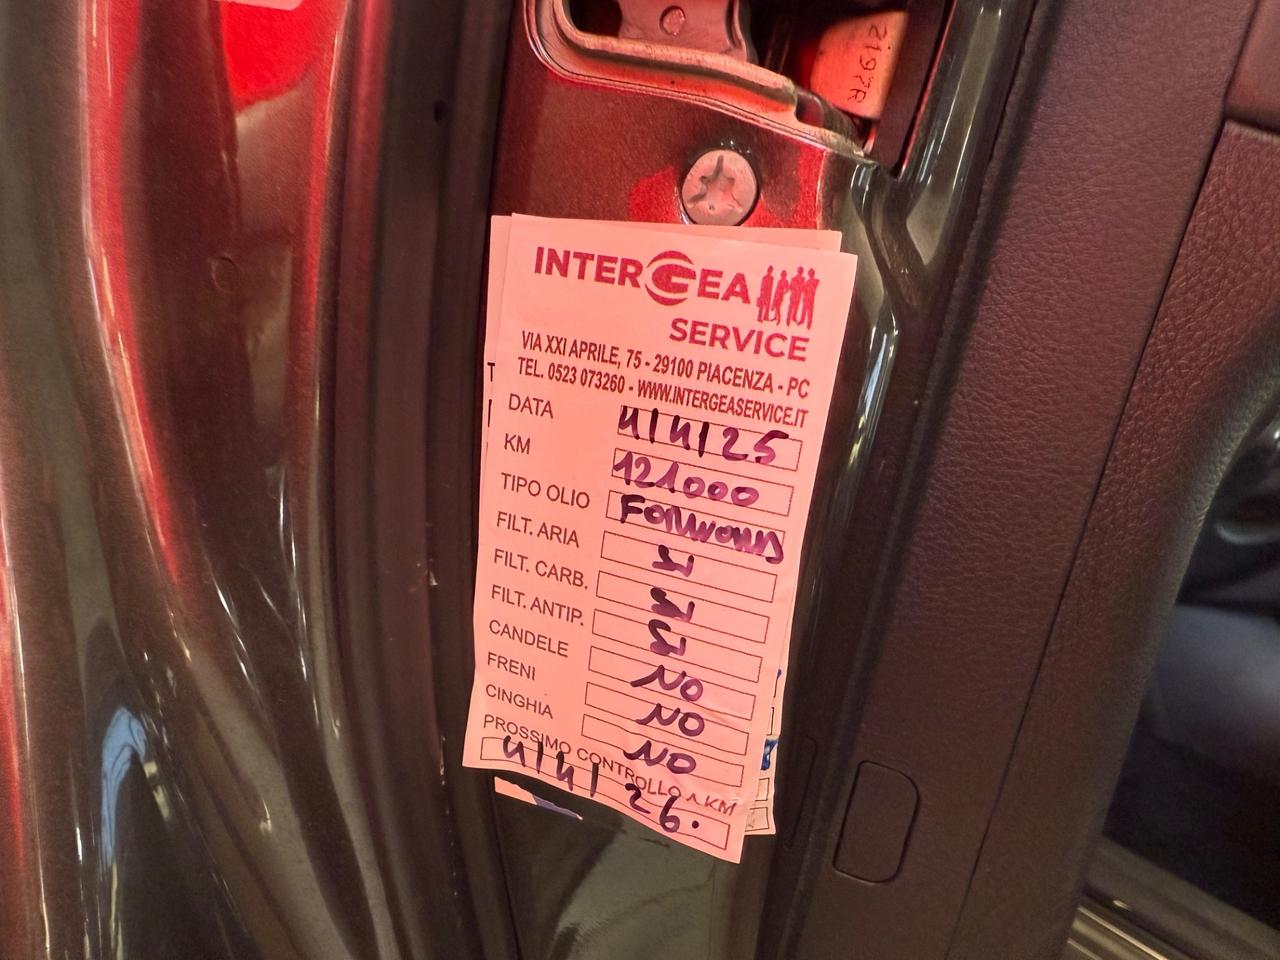 2197R
INTERGEA
SERVICE
VIA XXI APRILE, 75 - 29100 PIACENZA - PC
TEL. 0523 073260 - WWW.INTERGEASERVICE.IT
DATA 4/4/25
KM 121000
TIPO OLIO FORWARD
FILT. ARIA SI
FILT. CARB. SI
FILT. ANTIP. SI
CANDELE NO
FRENI NO
CINGHIA NO
PROSSIMO CONTROLLO A KM
4/4/26.